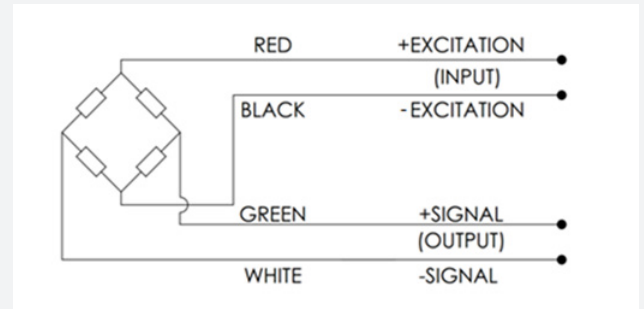 RED +EXCITATION
(INPUT)
BLACK -EXCITATION
GREEN +SIGNAL
(OUTPUT)
WHITE -SIGNAL